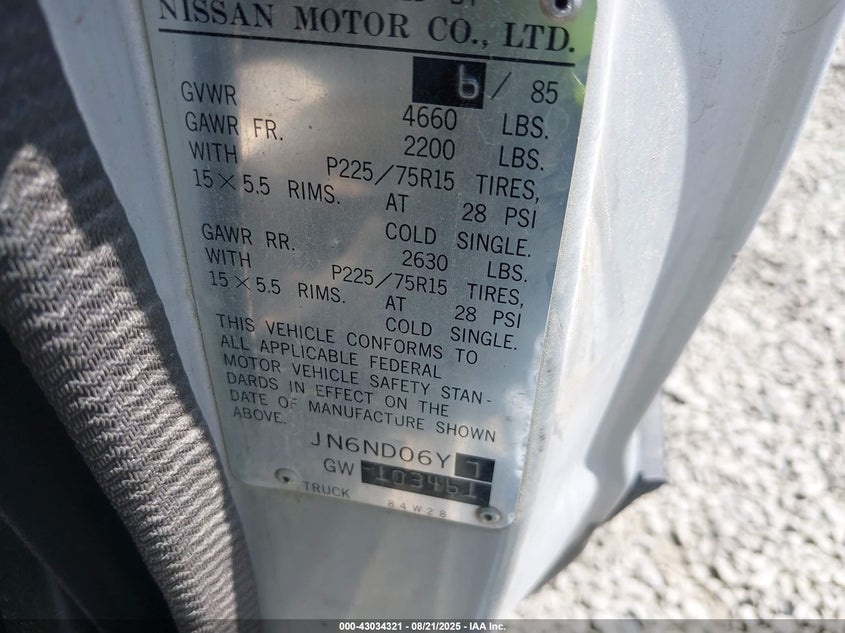 NISSAN MOTOR CO., LTD.
6 / 85
GVWR 4660 LBS.
GAWR FR. 2200 LBS.
WITH P225/75R15 TIRES,
15 × 5.5 RIMS. AT 28 PSI
COLD SINGLE.
GAWR RR. 2630 LBS.
WITH P225/75R15 TIRES,
15 × 5.5 RIMS. AT 28 PSI
COLD SINGLE.
THIS VEHICLE CONFORMS TO
ALL APPLICABLE FEDERAL
MOTOR VEHICLE SAFETY STAN-
DARDS IN EFFECT ON THE
DATE OF MANUFACTURE SHOWN
ABOVE.
JN6ND06Y 1
GW 103451
TRUCK
84W28
000-43034321 - 08/21/2025 - IAA Inc.